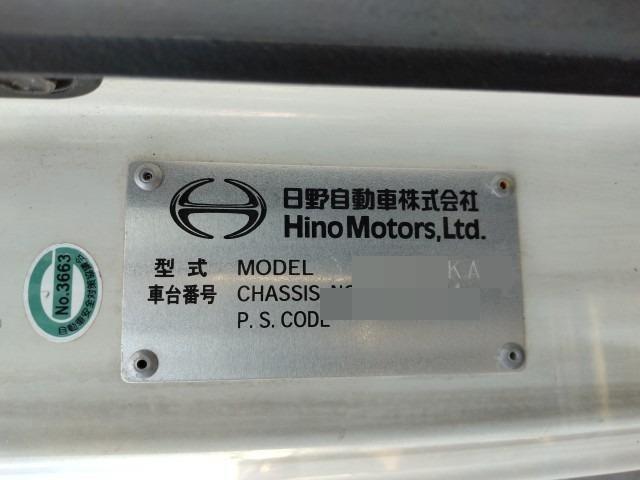 日野自動車株式会社
Hino Motors, Ltd.
型式 MODEL KA
車台番号 CHASSIS
P.S. CODE
No.3663